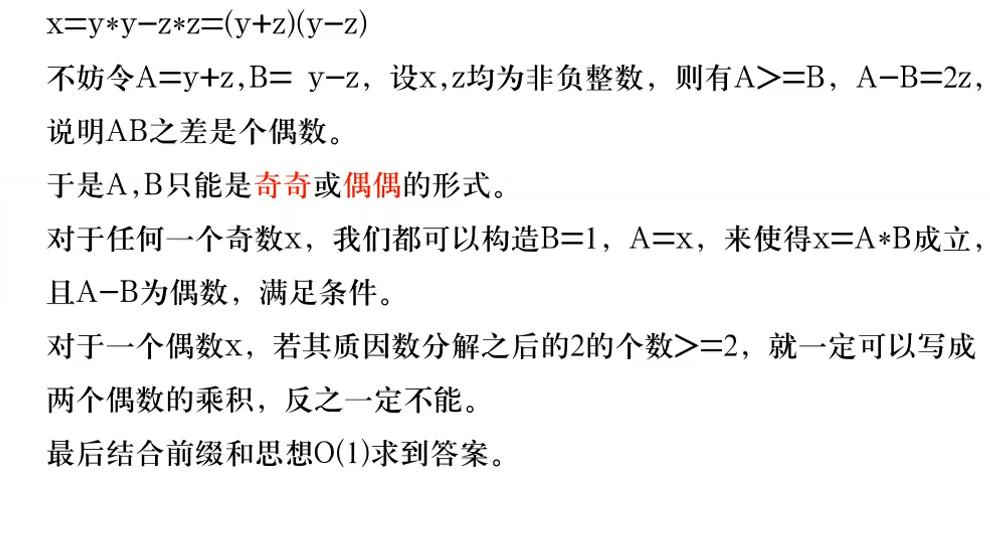 x=y*y-z*z=(y+z)(y-z)
不妨令A=y+z,B= y-z，设x,z均为非负整数，则有A>=B，A-B=2z，
说明AB之差是个偶数。
于是A,B只能是奇奇或偶偶的形式。
对于任何一个奇数x，我们都可以构造B=1，A=x，来使得x=A*B成立，
且A-B为偶数，满足条件。
对于一个偶数x，若其质因数分解之后的2的个数>=2，就一定可以写成
两个偶数的乘积，反之一定不能。
最后结合前缀和思想O(1)求到答案。